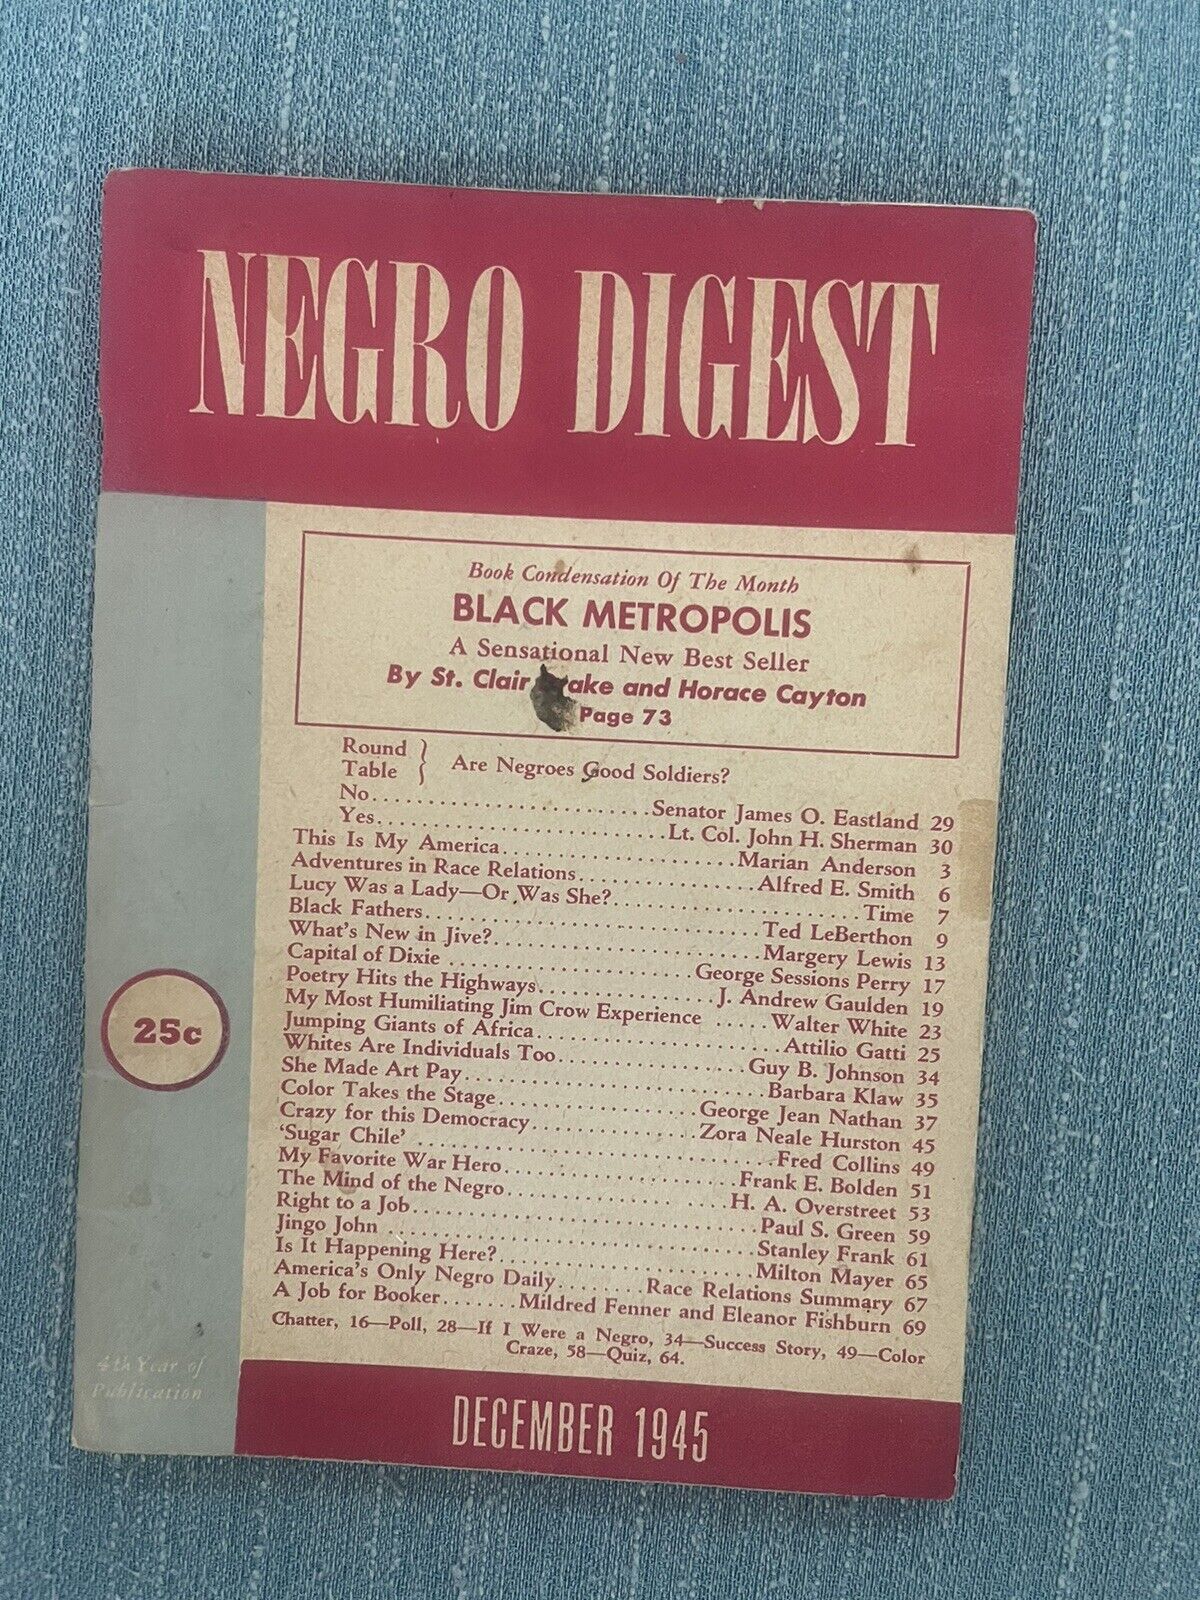 NEGRO DIGEST
Book Condensation Of The Month
BLACK METROPOLIS
A Sensational New Best Seller
By St. Clair ake and Horace Cayton
Page 73
Round Table } Are Negroes Good Soldiers?
No........................Senator James O. Eastland 29
Yes............................Lt. Col. John H. Sherman 30
This Is My America......................Marian Anderson 3
Adventures in Race Relations................Alfred E. Smith 6
Lucy Was a Lady—Or Was She?.......................Time 7
Black Fathers............................Ted LeBerthon 9
What's New in Jive?........................Margery Lewis 13
Capital of Dixie .....................George Sessions Perry 17
Poetry Hits the Highways................J. Andrew Gaulden 19
My Most Humiliating Jim Crow Experience .....Walter White 23
Jumping Giants of Africa.......................Attilio Gatti 25
Whites Are Individuals Too..................Guy B. Johnson 34
She Made Art Pay...........................Barbara Klaw 35
Color Takes the Stage...................George Jean Nathan 37
Crazy for this Democracy...............Zora Neale Hurston 45
'Sugar Chile' ................................Fred Collins 49
My Favorite War Hero......................Frank E. Bolden 51
The Mind of the Negro....................H. A. Overstreet 53
Right to a Job.............................Paul S. Green 59
Jingo John ................................Stanley Frank 61
Is It Happening Here?......................Milton Mayer 65
America's Only Negro Daily........Race Relations Summary 67
A Job for Booker.......Mildred Fenner and Eleanor Fishburn 69
Chatter, 16—Poll, 28—If I Were a Negro, 34—Success Story, 49—Color
Craze, 58—Quiz, 64.
25c
4th Year of
Publication
DECEMBER 1945